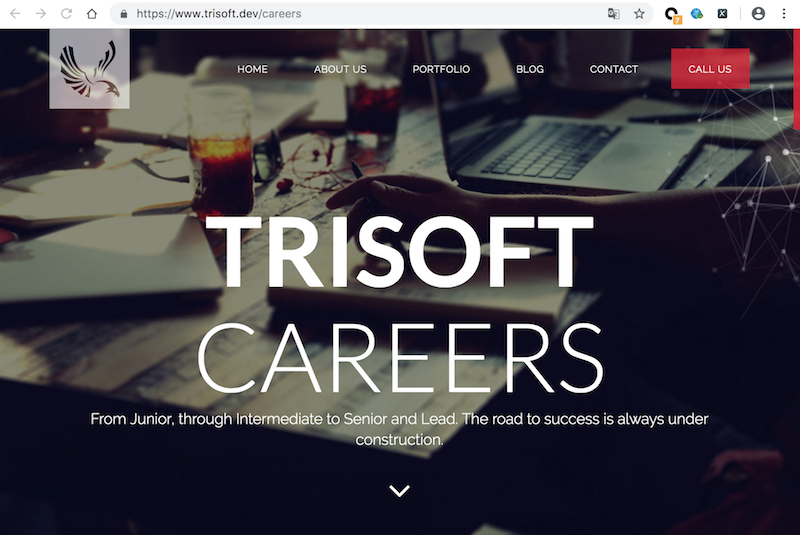 https://www.trisoft.dev/careers
7
HOME ABOUT US PORTFOLIO BLOG CONTACT CALL US
TRISOFT
CAREERS
From Junior, through Intermediate to Senior and Lead. The road to success is always under
construction.